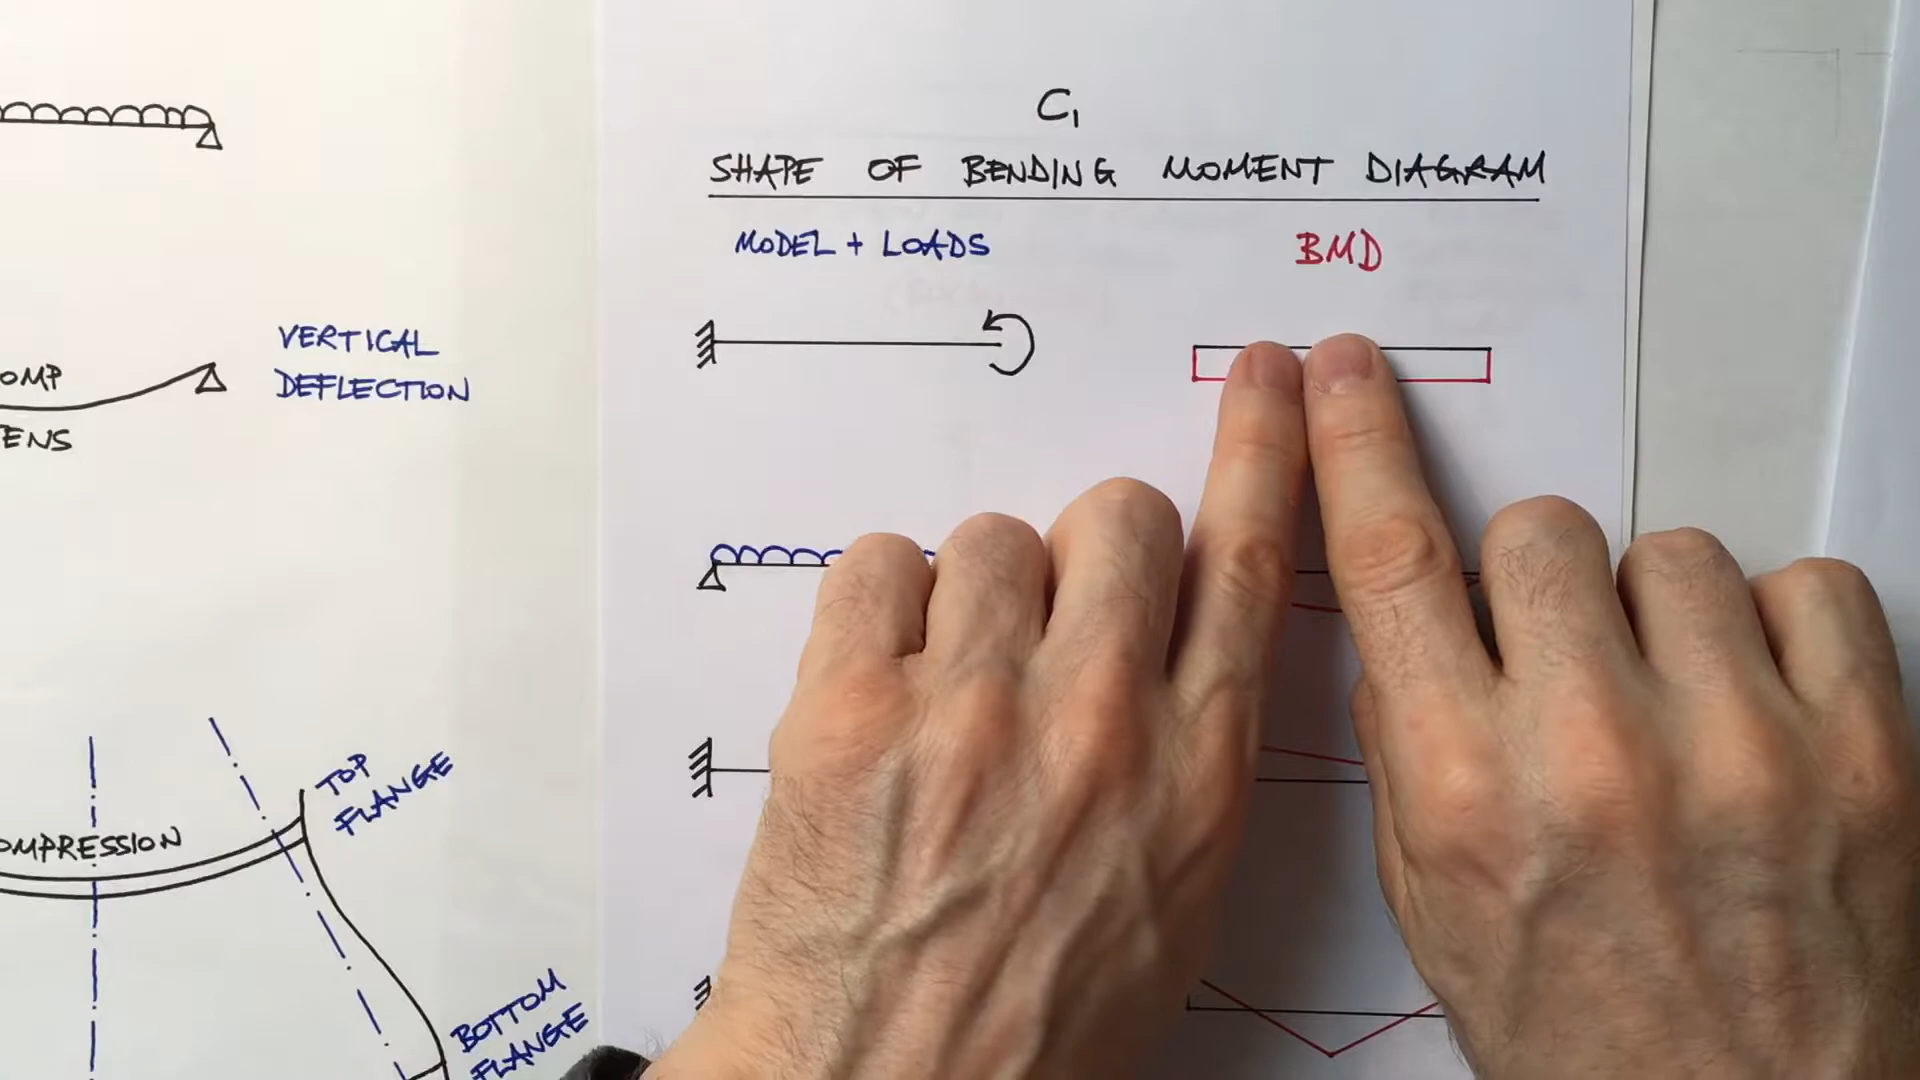 C1
SHAPE OF BENDING MOMENT DIAGRAM
MODEL + LOADS
BMD
VERTICAL
DEFLECTION
OMP
ENS
TOP
FLANGE
OMPRESSION
BOTTOM
FLANGE